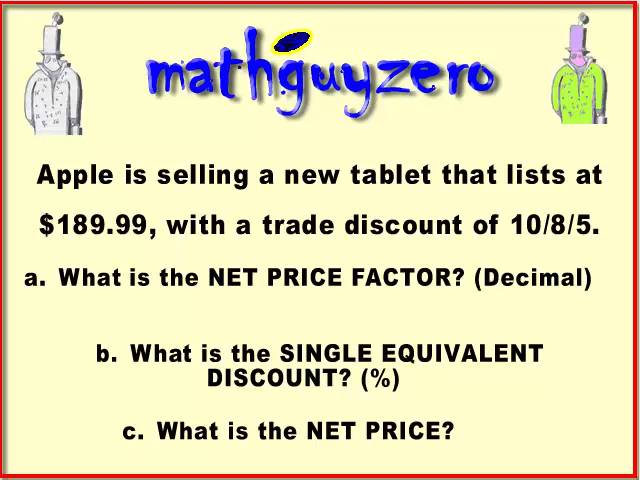 mathguyzero
Apple is selling a new tablet that lists at
$189.99, with a trade discount of 10/8/5.
a. What is the NET PRICE FACTOR? (Decimal)
b. What is the SINGLE EQUIVALENT
DISCOUNT? (%)
c. What is the NET PRICE?